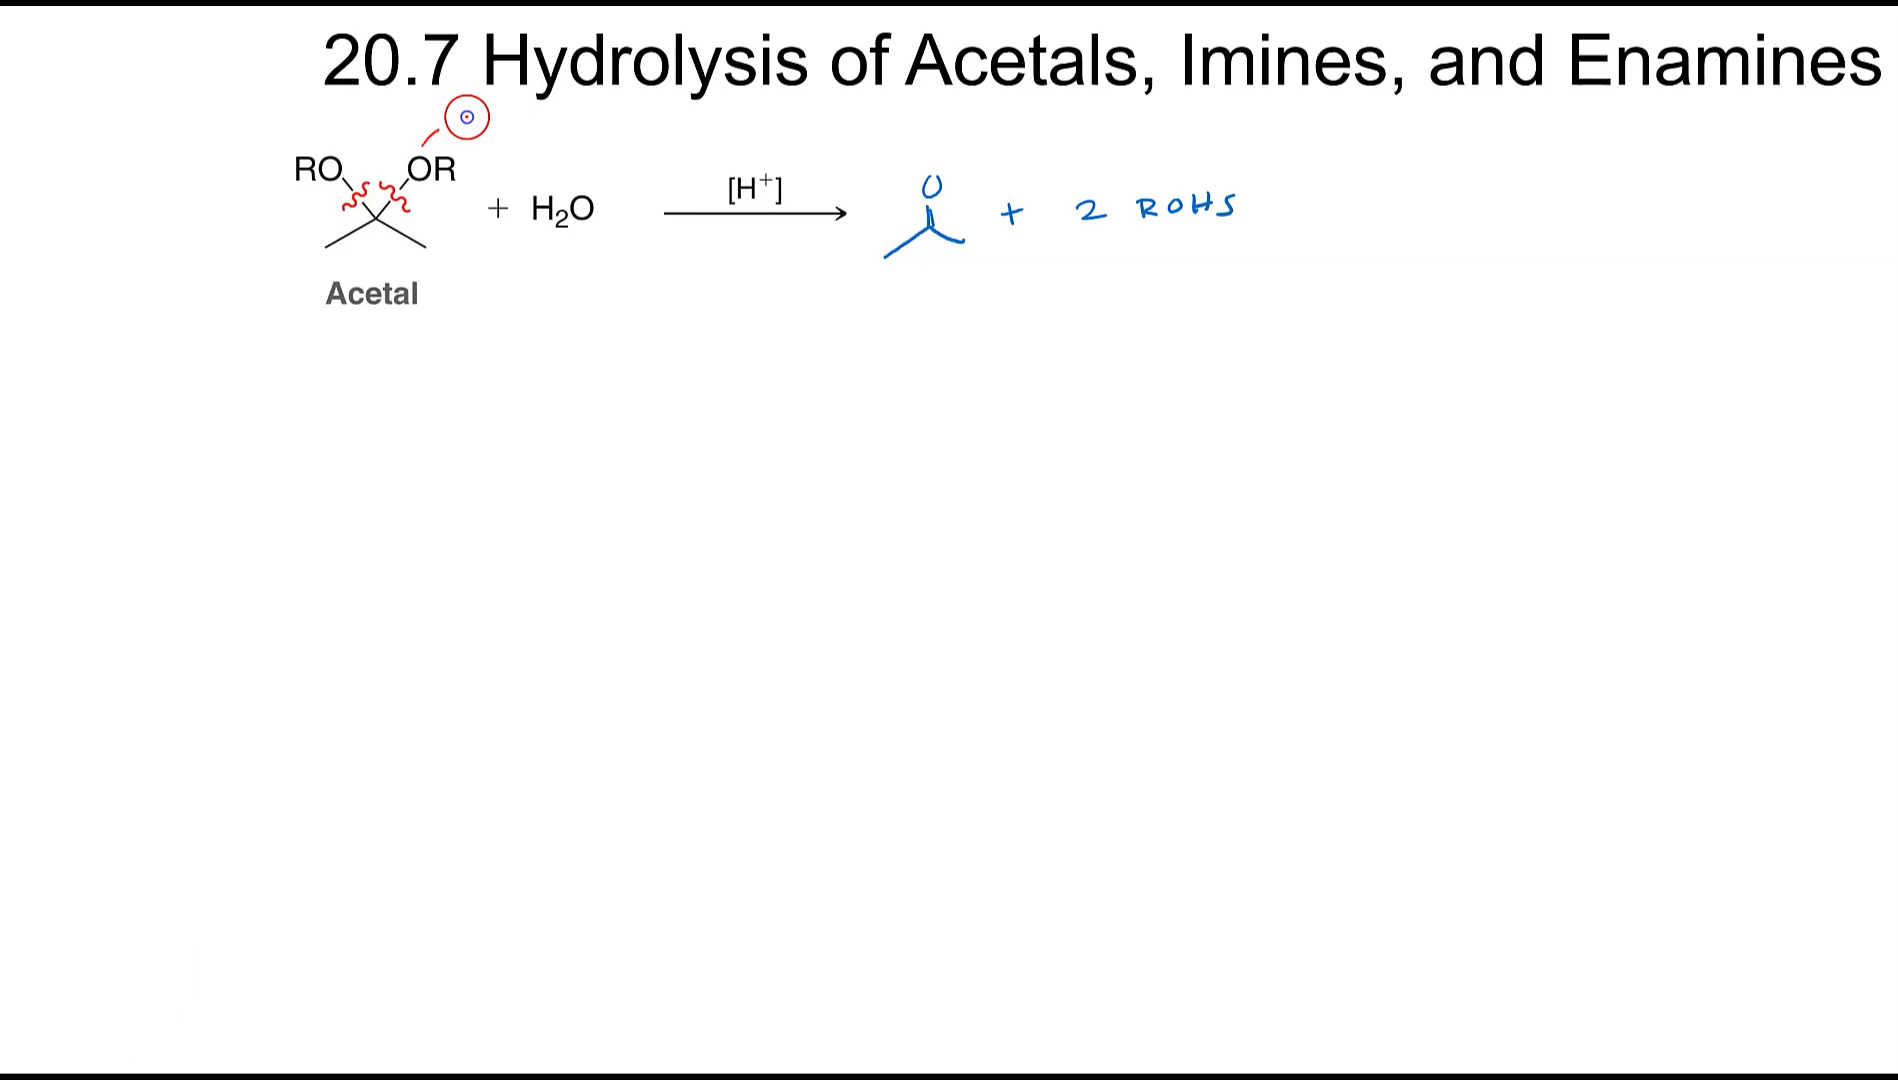 20.7 Hydrolysis of Acetals, Imines, and Enamines
RO OR + H₂O [H⁺] O + 2 ROHS
Acetal